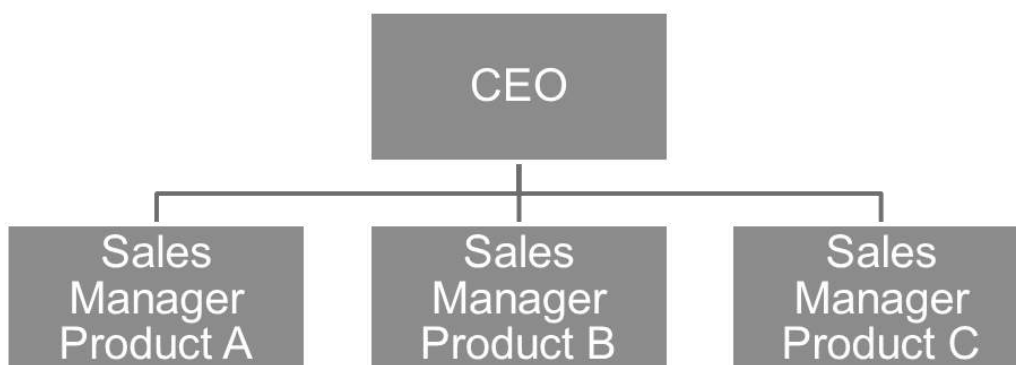 CEO
Sales
Manager
Product A
Sales
Manager
Product B
Sales
Manager
Product C